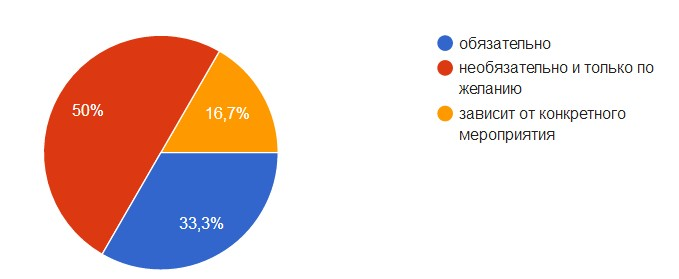 50%
16,7%
33,3%
обязательно
необязательно и только по
желанию
зависит от конкретного
мероприятия